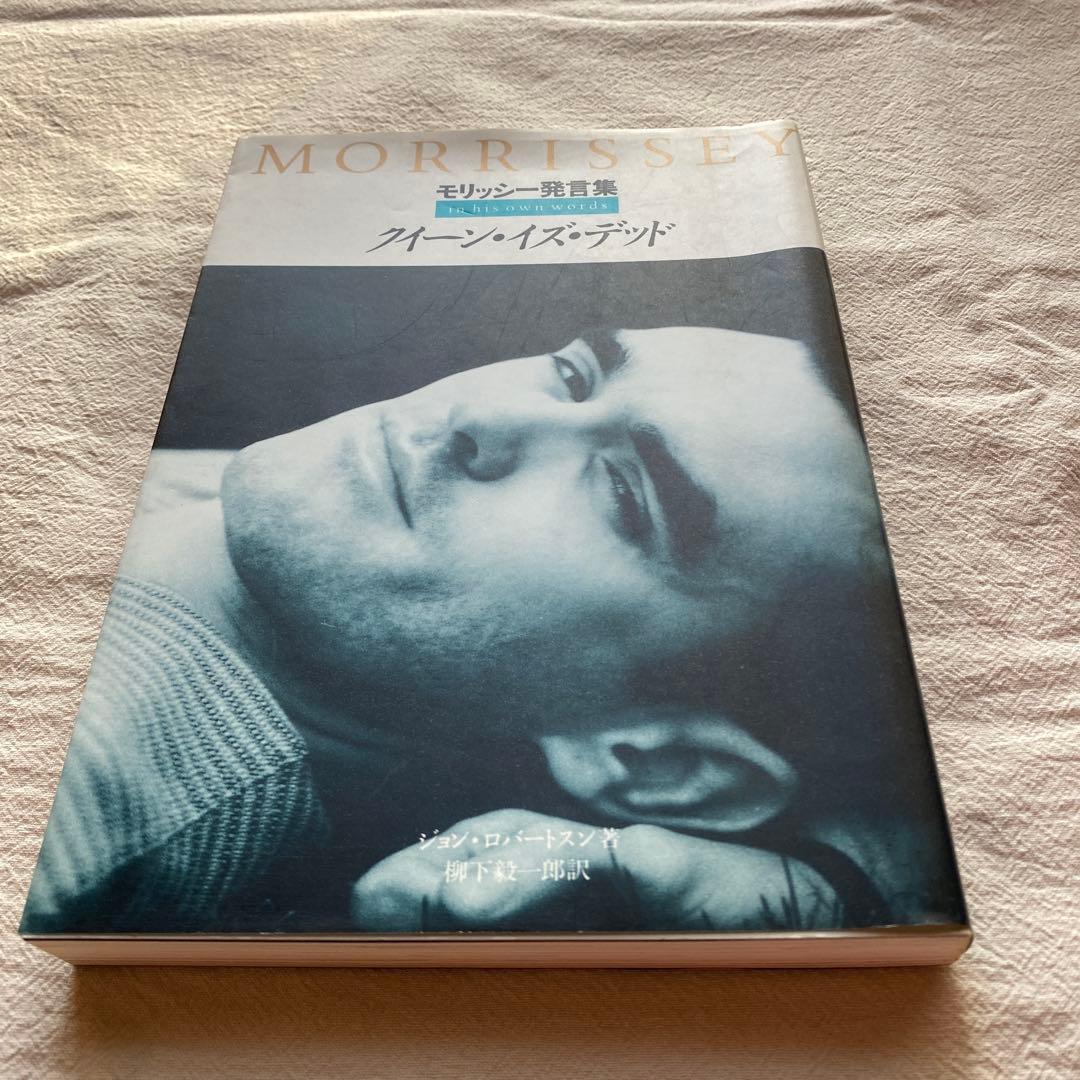 MORRISSEY
モリッシー発言集
in his own words
クイーン・イズ・デッド
ジョン・ロバートスン著
柳下毅一郎訳